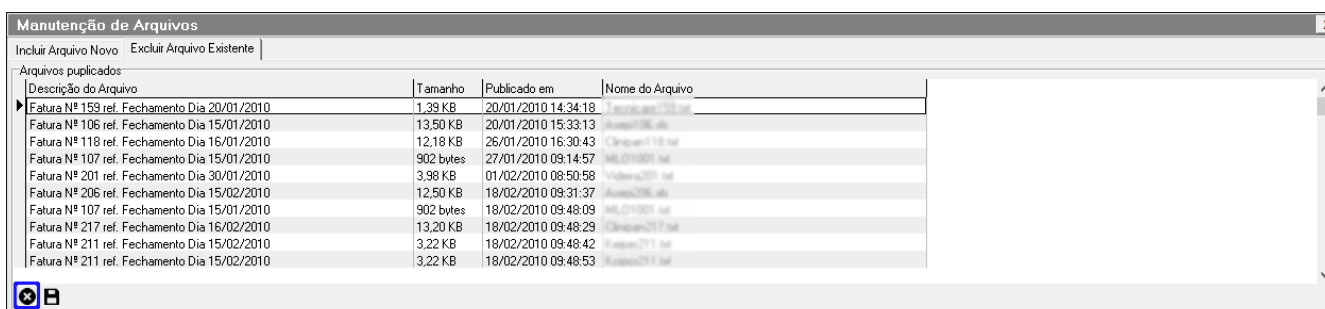 Manutenção de Arquivos
Incluir Arquivo Novo Excluir Arquivo Existente
Arquivos puplicados
Descrição do Arquivo Tamanho Publicado em Nome do Arquivo
Fatura Nº 159 ref. Fechamento Dia 20/01/2010 1,39 KB 20/01/2010 14:34:18
Fatura Nº 106 ref. Fechamento Dia 15/01/2010 13,50 KB 20/01/2010 15:33:13
Fatura Nº 118 ref. Fechamento Dia 16/01/2010 12,18 KB 26/01/2010 16:30:43
Fatura Nº 107 ref. Fechamento Dia 15/01/2010 902 bytes 27/01/2010 09:14:57
Fatura Nº 201 ref. Fechamento Dia 30/01/2010 3,98 KB 01/02/2010 08:50:58
Fatura Nº 206 ref. Fechamento Dia 15/02/2010 12,50 KB 18/02/2010 09:31:37
Fatura Nº 107 ref. Fechamento Dia 15/01/2010 902 bytes 18/02/2010 09:48:09
Fatura Nº 217 ref. Fechamento Dia 16/02/2010 13,20 KB 18/02/2010 09:48:29
Fatura Nº 211 ref. Fechamento Dia 15/02/2010 3,22 KB 18/02/2010 09:48:42
Fatura Nº 211 ref. Fechamento Dia 15/02/2010 3,22 KB 18/02/2010 09:48:53